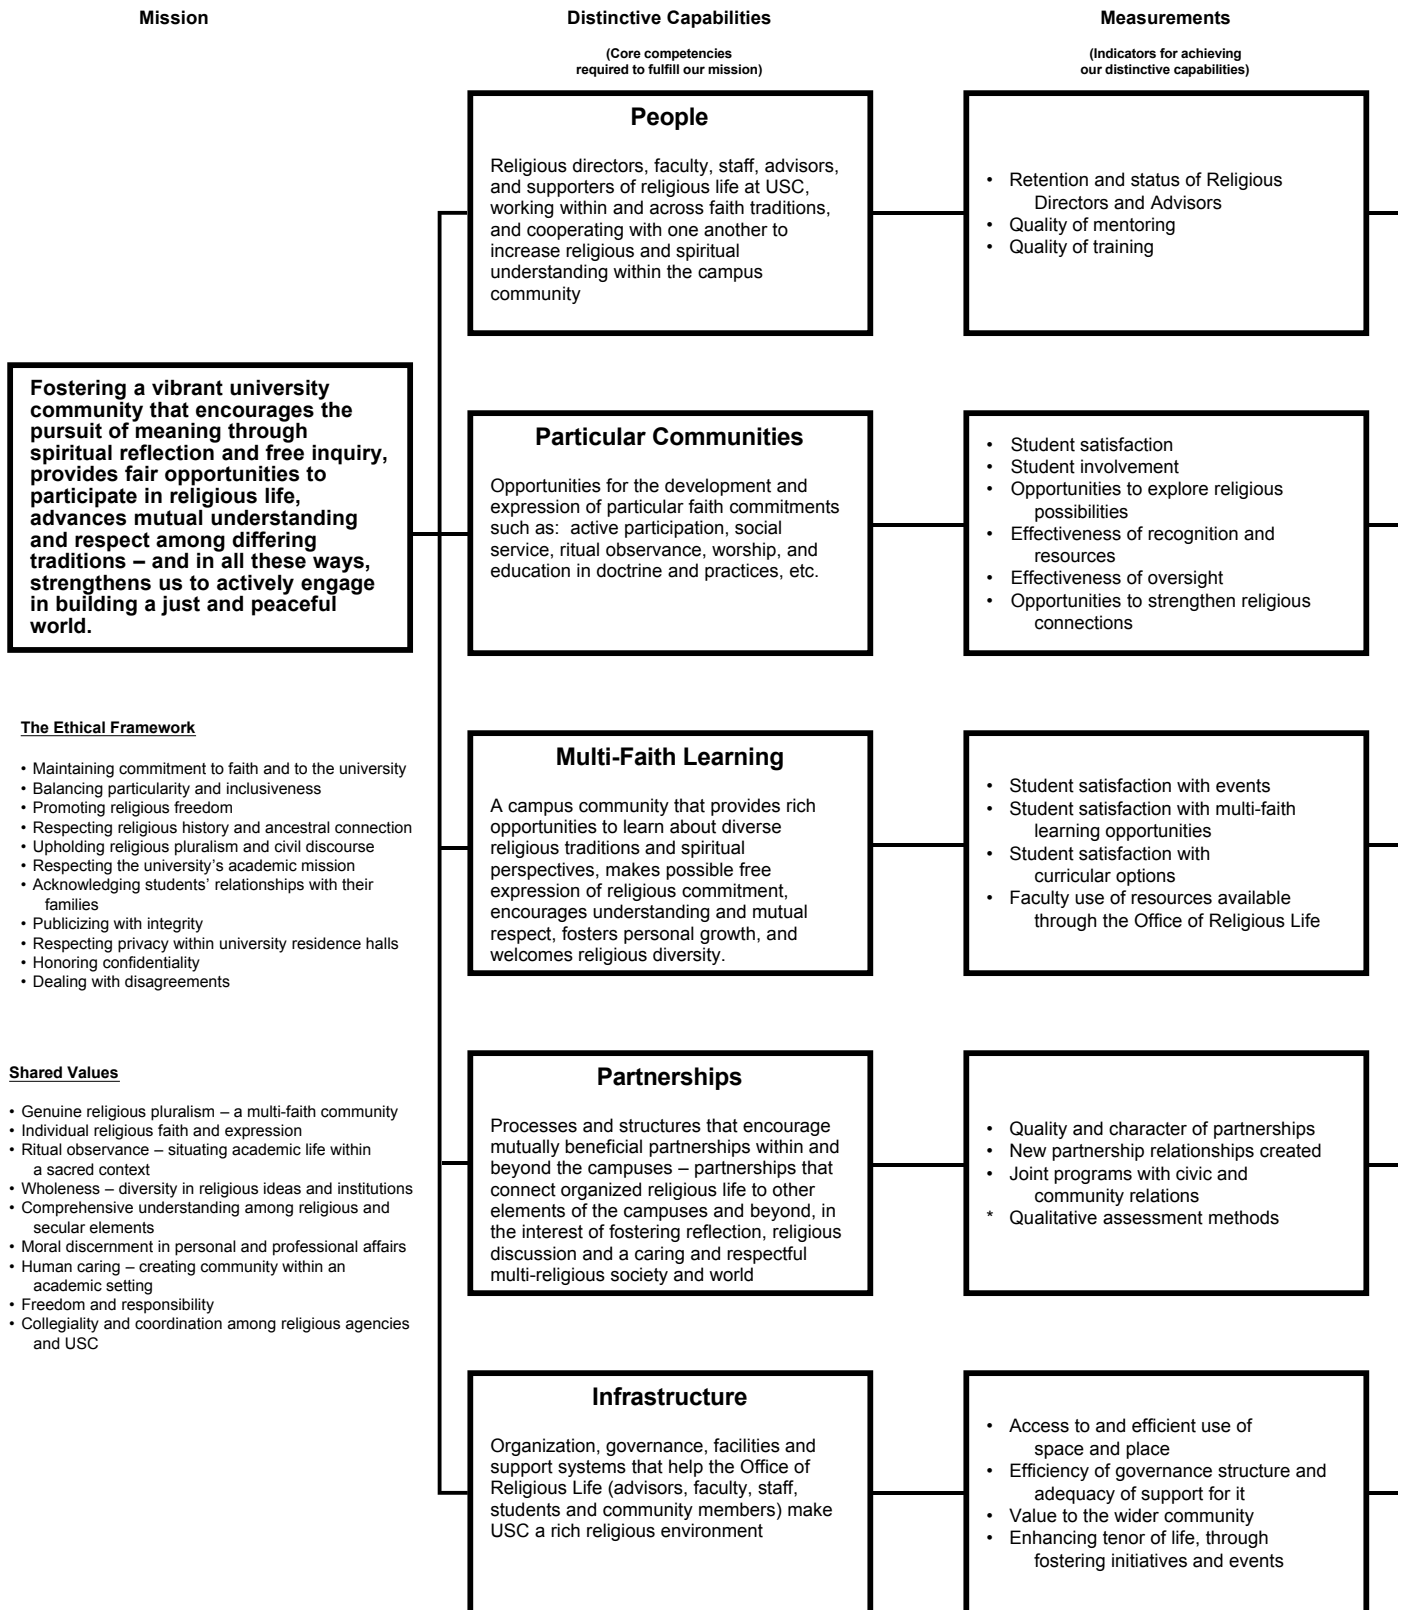 Mission
Distinctive Capabilities
(Core competencies
required to fulfill our mission)
Measurements
(Indicators for achieving
our distinctive capabilities)
Fostering a vibrant university
community that encourages the
pursuit of meaning through
spiritual reflection and free inquiry,
provides fair opportunities to
participate in religious life,
advances mutual understanding
and respect among differing
traditions – and in all these ways,
strengthens us to actively engage
in building a just and peaceful
world.
The Ethical Framework
• Maintaining commitment to faith and to the university
• Balancing particularity and inclusiveness
• Promoting religious freedom
• Respecting religious history and ancestral connection
• Upholding religious pluralism and civil discourse
• Respecting the university’s academic mission
• Acknowledging students’ relationships with their
families
• Publicizing with integrity
• Respecting privacy within university residence halls
• Honoring confidentiality
• Dealing with disagreements
Shared Values
• Genuine religious pluralism – a multi-faith community
• Individual religious faith and expression
• Ritual observance – situating academic life within
a sacred context
• Wholeness – diversity in religious ideas and institutions
• Comprehensive understanding among religious and
secular elements
• Moral discernment in personal and professional affairs
• Human caring – creating community within an
academic setting
• Freedom and responsibility
• Collegiality and coordination among religious agencies
and USC
People
Religious directors, faculty, staff, advisors,
and supporters of religious life at USC,
working within and across faith traditions,
and cooperating with one another to
increase religious and spiritual
understanding within the campus
community
• Retention and status of Religious
Directors and Advisors
• Quality of mentoring
• Quality of training
Particular Communities
Opportunities for the development and
expression of particular faith commitments
such as: active participation, social
service, ritual observance, worship, and
education in doctrine and practices, etc.
• Student satisfaction
• Student involvement
• Opportunities to explore religious
possibilities
• Effectiveness of recognition and
resources
• Effectiveness of oversight
• Opportunities to strengthen religious
connections
Multi-Faith Learning
A campus community that provides rich
opportunities to learn about diverse
religious traditions and spiritual
perspectives, makes possible free
expression of religious commitment,
encourages understanding and mutual
respect, fosters personal growth, and
welcomes religious diversity.
• Student satisfaction with events
• Student satisfaction with multi-faith
learning opportunities
• Student satisfaction with
curricular options
• Faculty use of resources available
through the Office of Religious Life
Partnerships
Processes and structures that encourage
mutually beneficial partnerships within and
beyond the campuses – partnerships that
connect organized religious life to other
elements of the campuses and beyond, in
the interest of fostering reflection, religious
discussion and a caring and respectful
multi-religious society and world
• Quality and character of partnerships
• New partnership relationships created
• Joint programs with civic and
community relations
* Qualitative assessment methods
Infrastructure
Organization, governance, facilities and
support systems that help the Office of
Religious Life (advisors, faculty, staff,
students and community members) make
USC a rich religious environment
• Access to and efficient use of
space and place
• Efficiency of governance structure and
adequacy of support for it
• Value to the wider community
• Enhancing tenor of life, through
fostering initiatives and events